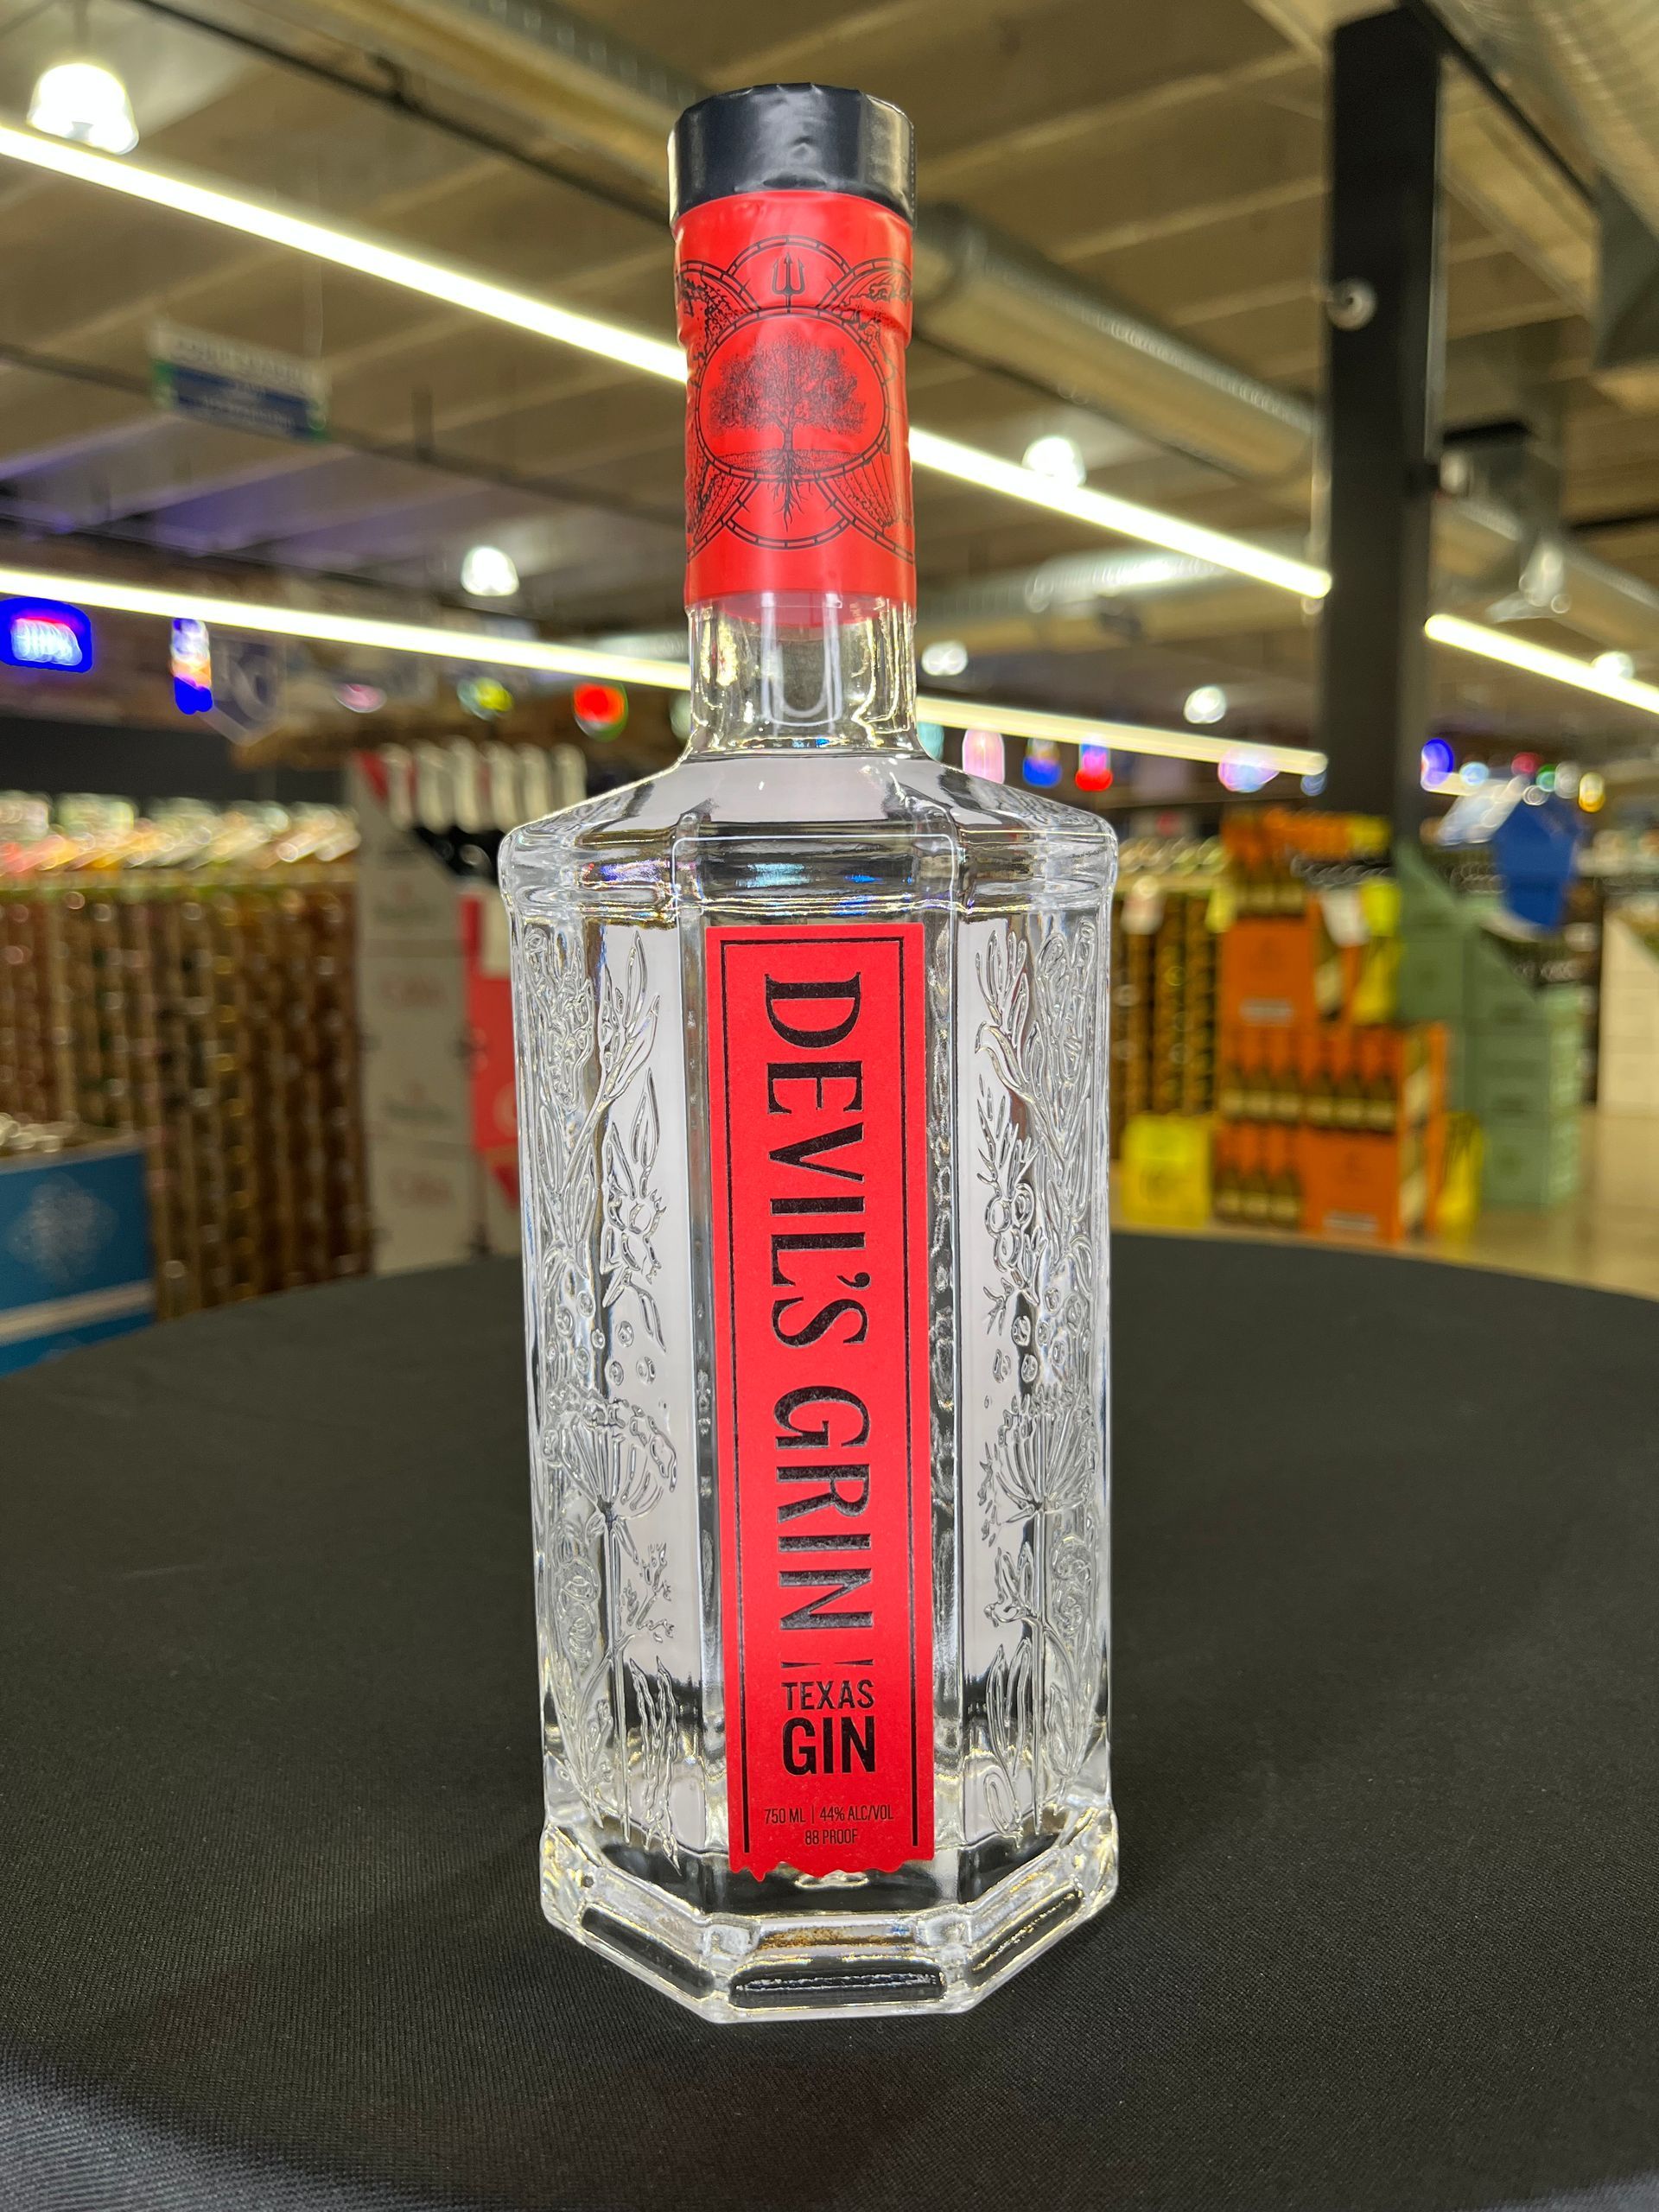 DEVIL'S GRIN
TEXAS
GIN
750 ML | 44% ALC/VOL
88 PROOF